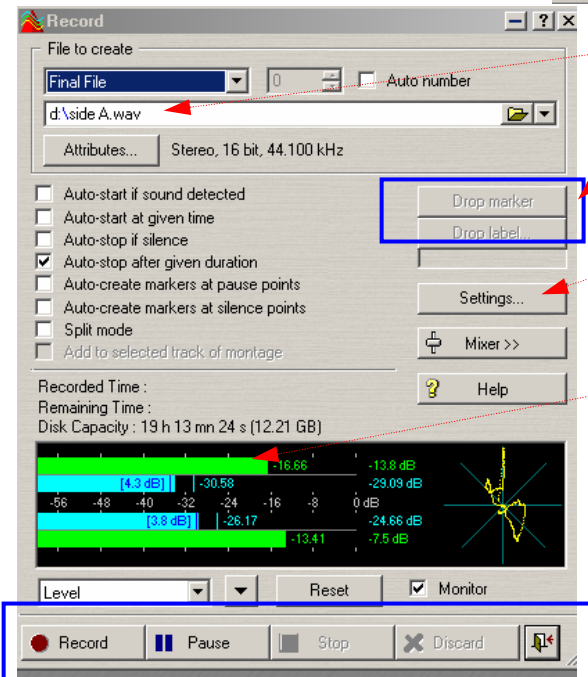 Record
File to create
Final File 0 Auto number
d:\side A.wav
Attributes... Stereo, 16 bit, 44.100 kHz
Auto-start if sound detected
Auto-start at given time
Auto-stop if silence
Auto-stop after given duration
Auto-create markers at pause points
Auto-create markers at silence points
Split mode
Add to selected track of montage
Drop marker
Drop label...
Settings...
Mixer >>
Help
Recorded Time :
Remaining Time :
Disk Capacity : 19 h 13 mn 24 s (12.21 GB)
-16.66 -13.8 dB
[4.3 dB] -30.58 -29.09 dB
-56 -48 -40 -32 -24 -16 -8 0 dB
[3.8 dB] -26.17 -24.66 dB
-13.41 -7.5 dB
Level Reset Monitor
Record Pause Stop Discard